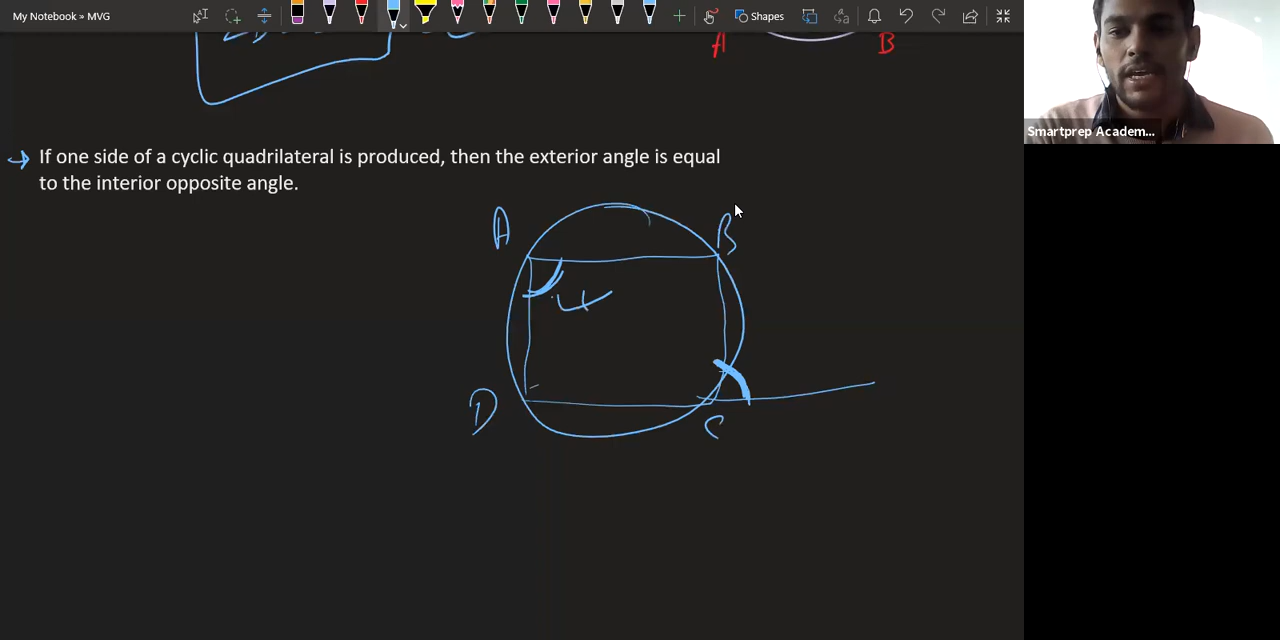 My Notebook » MVG
Shapes
A
B
Smartprep Academ...
If one side of a cyclic quadrilateral is produced, then the exterior angle is equal
to the interior opposite angle.
A
B
D
C